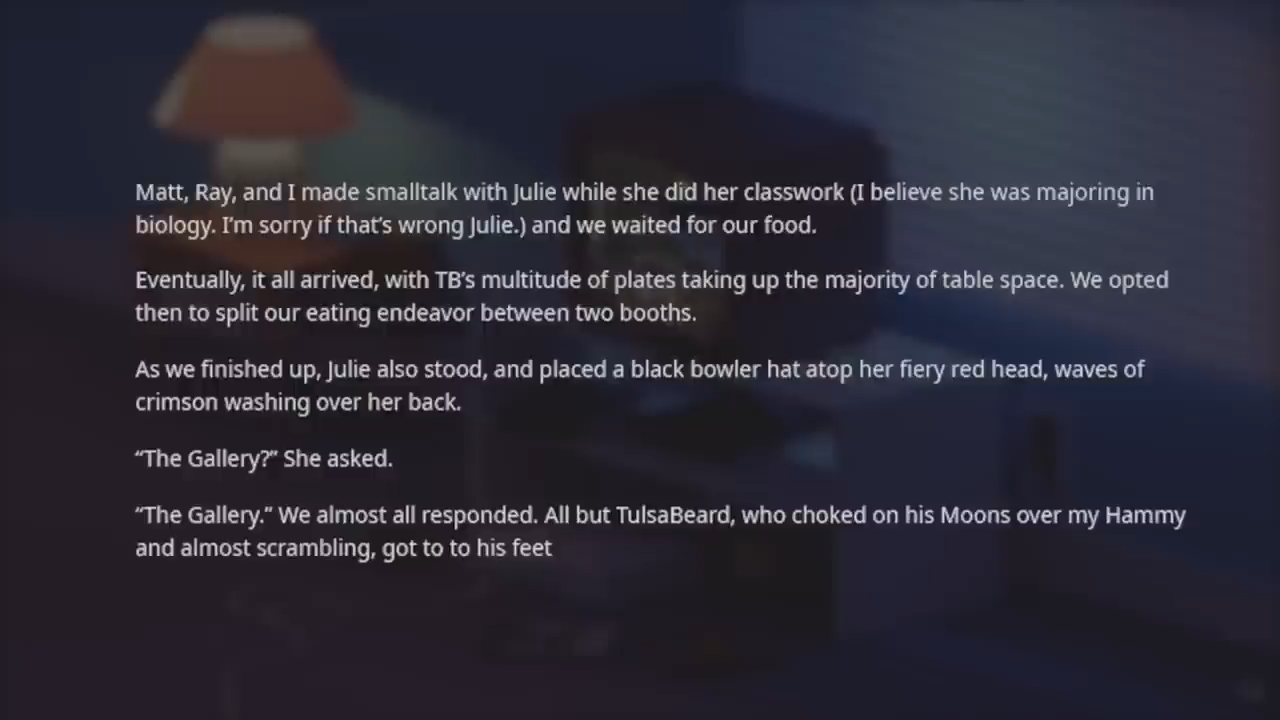 Matt, Ray, and I made smalltalk with Julie while she did her classwork (I believe she was majoring in
biology. I’m sorry if that’s wrong Julie.) and we waited for our food.
Eventually, it all arrived, with TB’s multitude of plates taking up the majority of table space. We opted
then to split our eating endeavor between two booths.
As we finished up, Julie also stood, and placed a black bowler hat atop her fiery red head, waves of
crimson washing over her back.
“The Gallery?” She asked.
“The Gallery.” We almost all responded. All but TulsaBeard, who choked on his Moons over my Hammy
and almost scrambling, got to to his feet